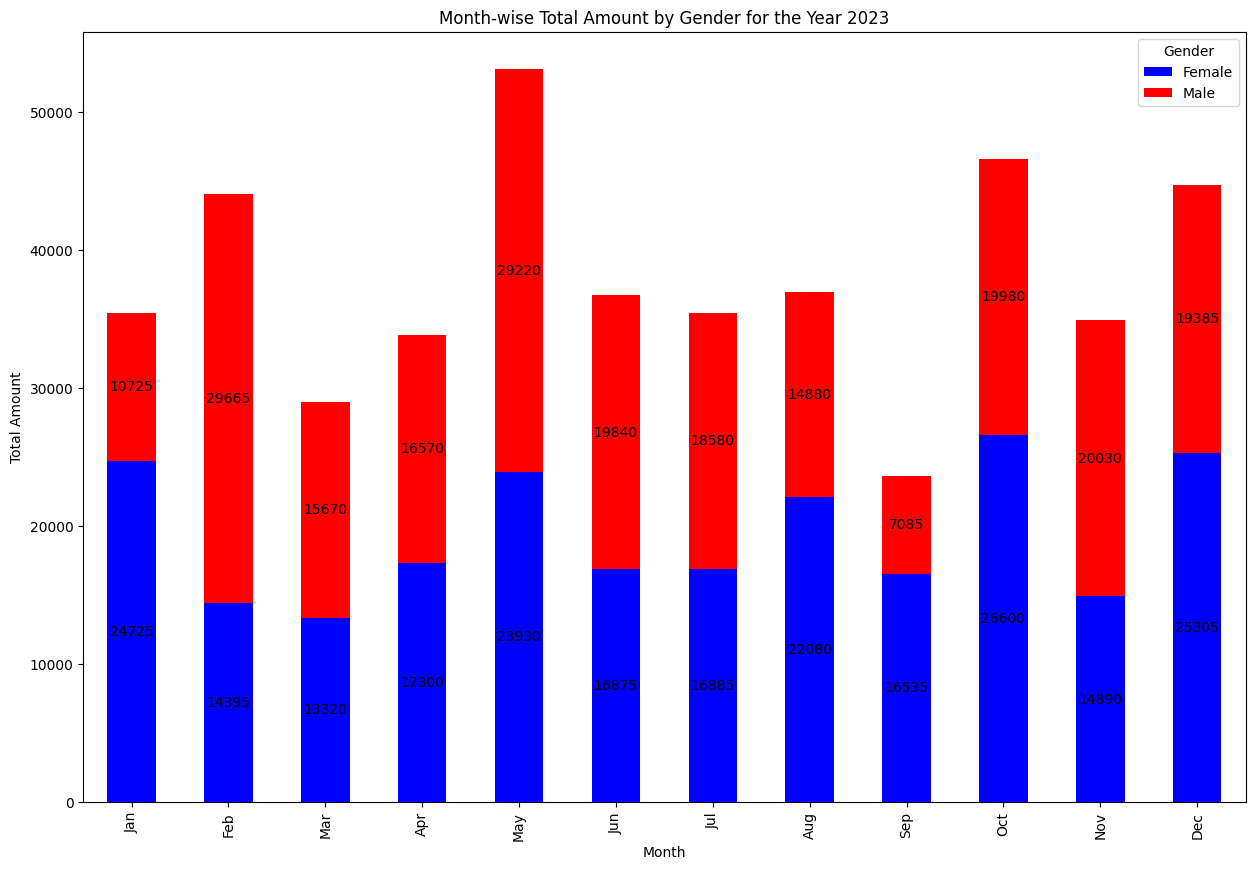 Month-wise Total Amount by Gender for the Year 2023
Gender
Female
Male
Total Amount
50000
40000
30000
20000
10000
0
10725
24725
29665
14395
15670
13320
16570
17300
29220
23930
19840
16875
18580
16885
14880
22080
7085
16535
19980
26600
20030
14890
19385
25305
Jan
Feb
Mar
Apr
May
Jun
Jul
Aug
Sep
Oct
Nov
Dec
Month